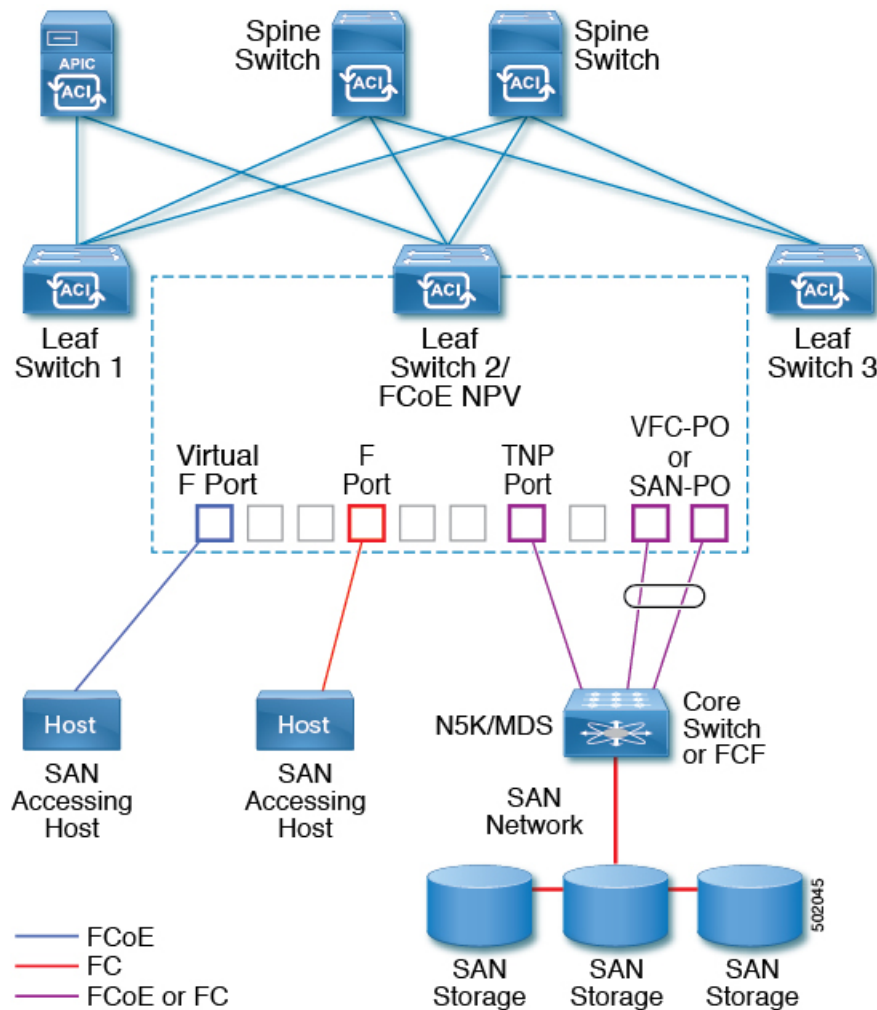 Spine
Switch
Spine
Switch
APIC
ACI
ACI
ACI
ACI
ACI
ACI
Leaf
Switch 1
Leaf
Switch 2/
FCoE NPV
Leaf
Switch 3
Virtual
F Port
F
Port
TNP
Port
VFC-PO
or
SAN-PO
Host
SAN
Accessing
Host
Host
SAN
Accessing
Host
N5K/MDS
Core
Switch
or FCF
SAN
Network
SAN
Storage
SAN
Storage
SAN
Storage
502045
FCoE
FC
FCoE or FC